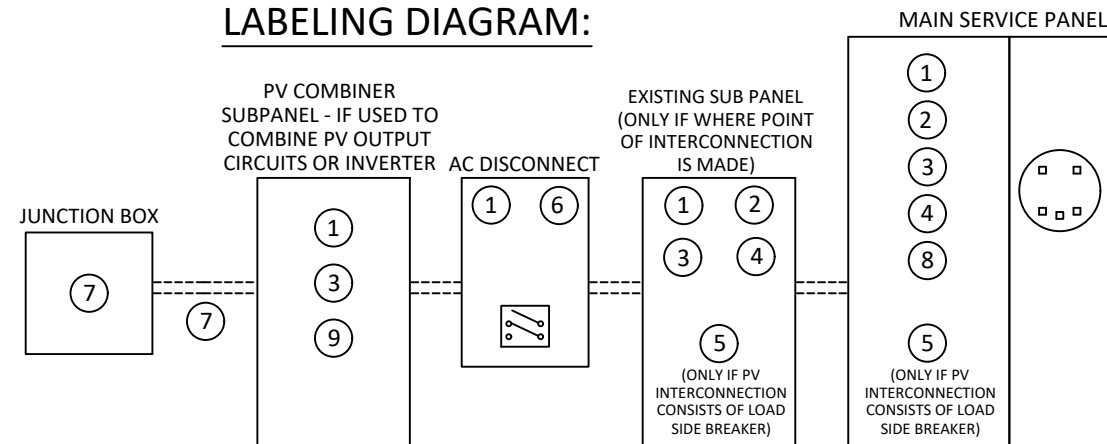 LABELING DIAGRAM:
MAIN SERVICE PANEL
PV COMBINER
SUBPANEL - IF USED TO
COMBINE PV OUTPUT
CIRCUITS OR INVERTER
AC DISCONNECT
EXISTING SUB PANEL
(ONLY IF WHERE POINT
OF INTERCONNECTION
IS MADE)
JUNCTION BOX
7
7
1
3
9
1 6
1 2
3 4
5
(ONLY IF PV
INTERCONNECTION
CONSISTS OF LOAD
SIDE BREAKER)
1
2
3
4
8
5
(ONLY IF PV
INTERCONNECTION
CONSISTS OF LOAD
SIDE BREAKER)